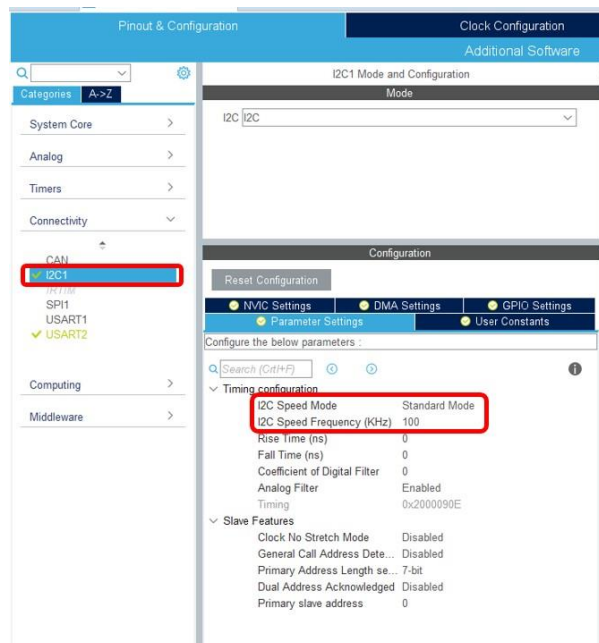 Pinout & Configuration
Clock Configuration
Additional Software
I2C1 Mode and Configuration
Categories A->Z
Mode
System Core
I2C I2C
Analog
Timers
Connectivity
CAN
I2C1
IRTIM
SPI1
USART1
USART2
Computing
Middleware
Configuration
Reset Configuration
NVIC Settings
DMA Settings
GPIO Settings
Parameter Settings
User Constants
Configure the below parameters :
Search (Crtl+F)
Timing configuration
I2C Speed Mode Standard Mode
I2C Speed Frequency (KHz) 100
Rise Time (ns) 0
Fall Time (ns) 0
Coefficient of Digital Filter 0
Analog Filter Enabled
Timing 0x2000090E
Slave Features
Clock No Stretch Mode Disabled
General Call Address Dete... Disabled
Primary Address Length se... 7-bit
Dual Address Acknowledged Disabled
Primary slave address 0